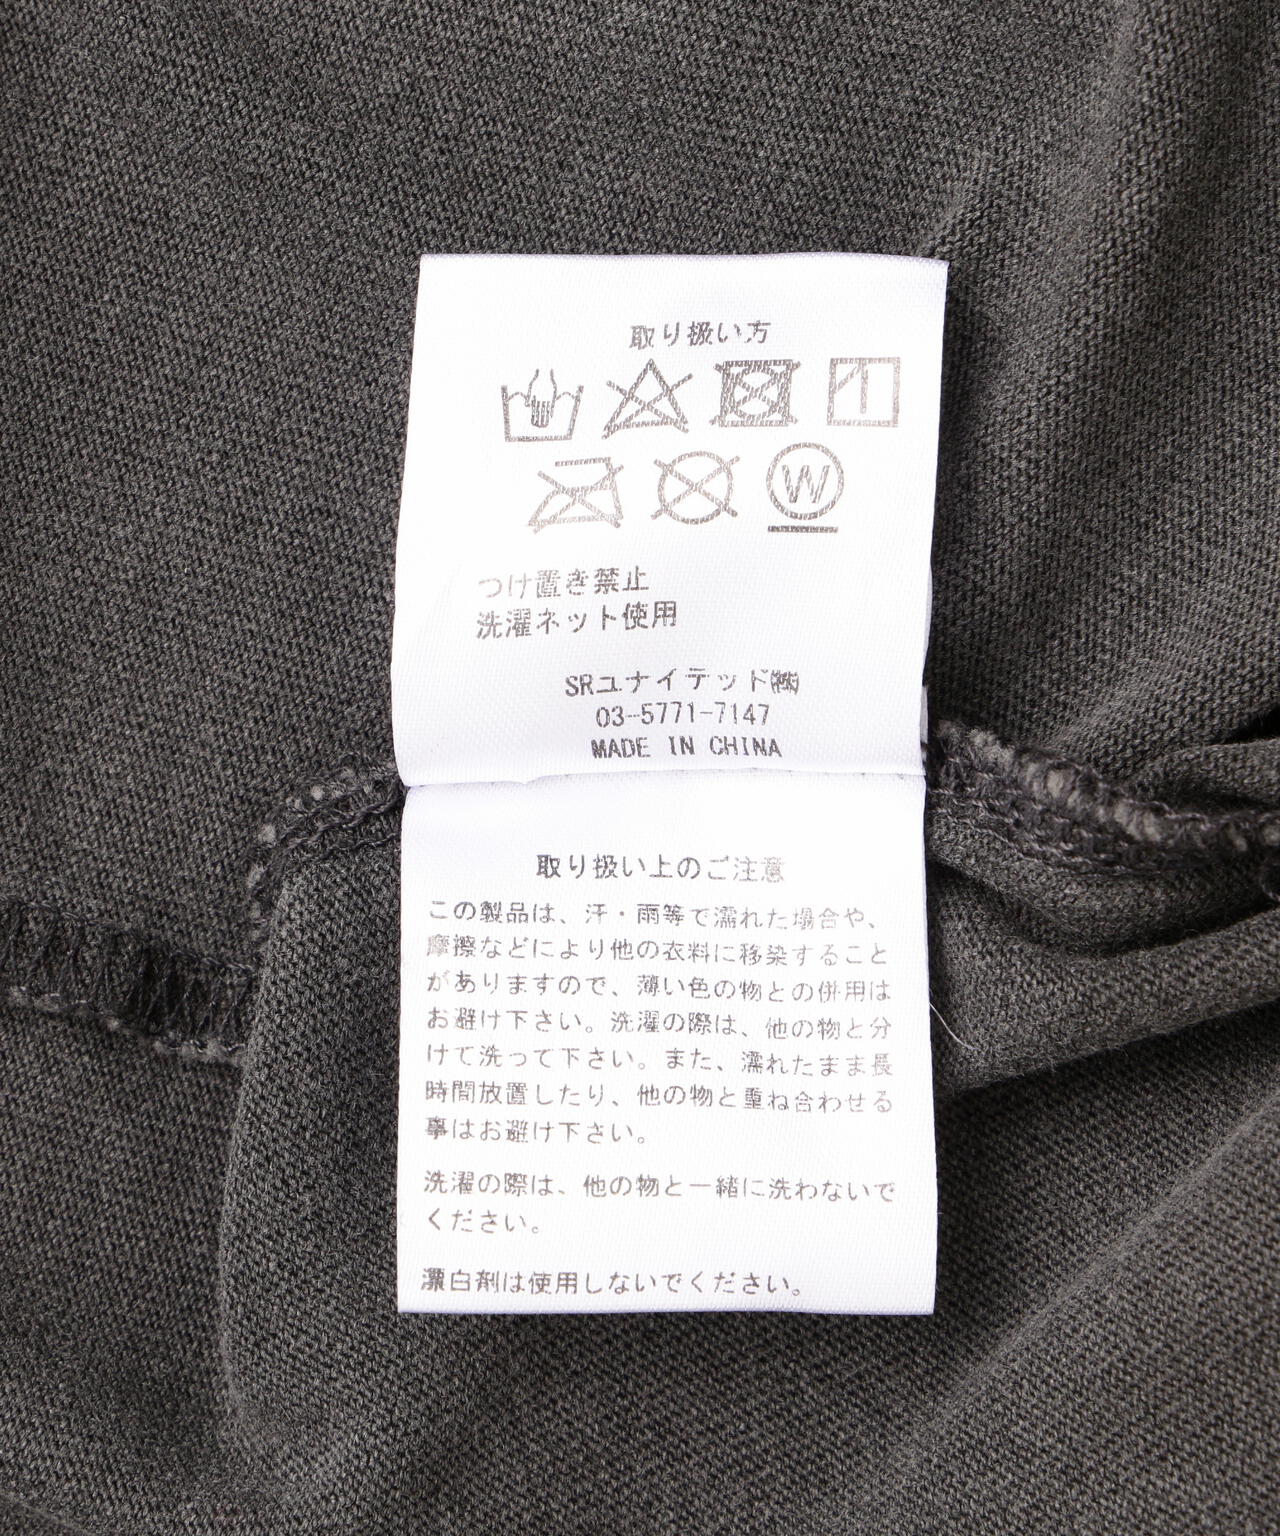 取り扱い方
W
つけ置き禁止
洗濯ネット使用
SRユナイテッド㈱
03-5771-7147
MADE IN CHINA
取り扱い上のご注意
この製品は、汗・雨等で濡れた場合や、
摩擦などにより他の衣料に移染すること
がありますので、薄い色の物との併用は
お避け下さい。洗濯の際は、他の物と分
けて洗って下さい。また、濡れたまま長
時間放置したり、他の物と重ね合わせる
事はお避け下さい。
洗濯の際は、他の物と一緒に洗わないで
ください。
漂白剤は使用しないでください。